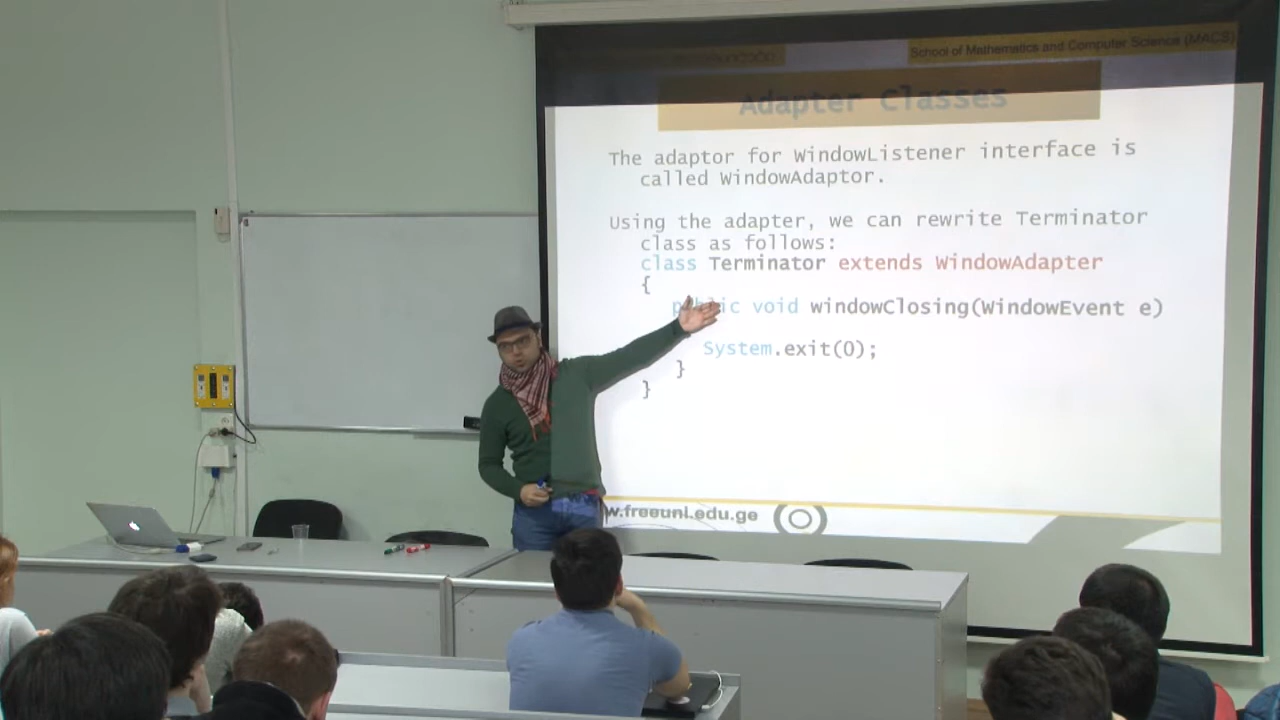 School of Mathematics and Computer Science (MACS)
Adapter Classes
The adaptor for WindowListener interface is
called WindowAdaptor.
Using the adapter, we can rewrite Terminator
class as follows:
class Terminator extends WindowAdapter
{
public void windowClosing(WindowEvent e)
System.exit(0);
}
}
w.freeuni.edu.ge